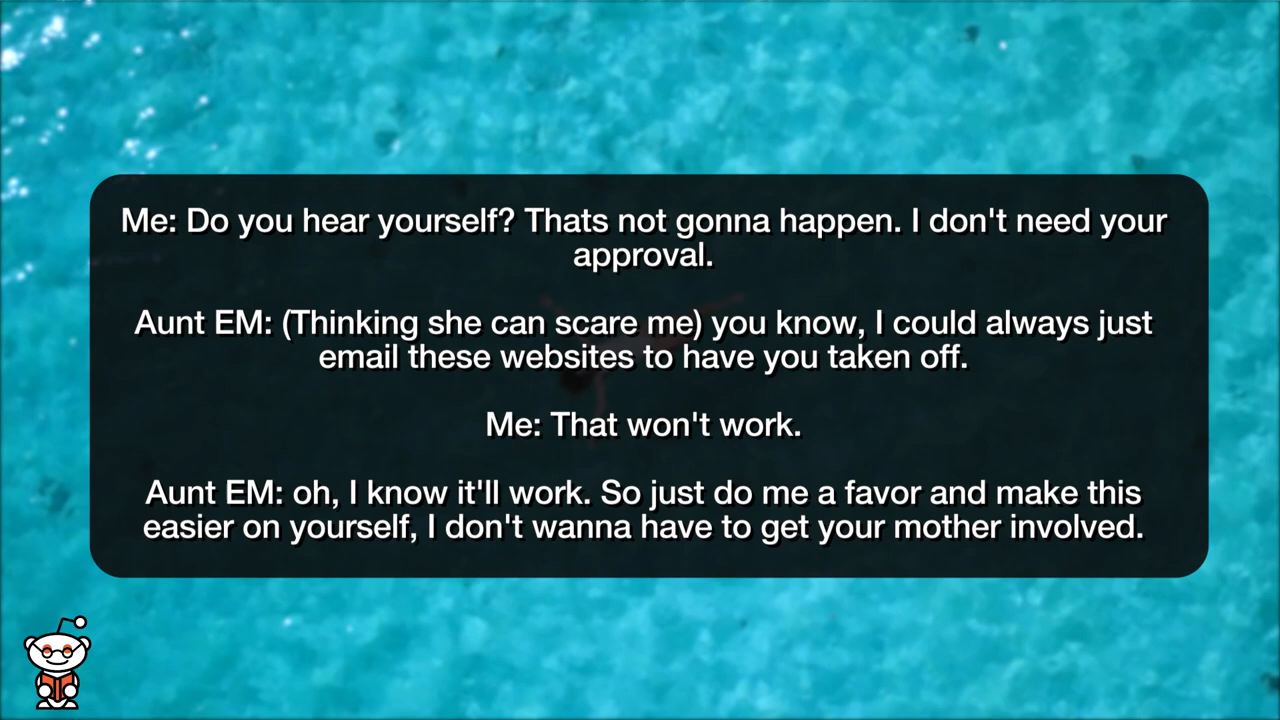 Me: Do you hear yourself? Thats not gonna happen. I don't need your
approval.
Aunt EM: (Thinking she can scare me) you know, I could always just
email these websites to have you taken off.
Me: That won't work.
Aunt EM: oh, I know it'll work. So just do me a favor and make this
easier on yourself, I don't wanna have to get your mother involved.